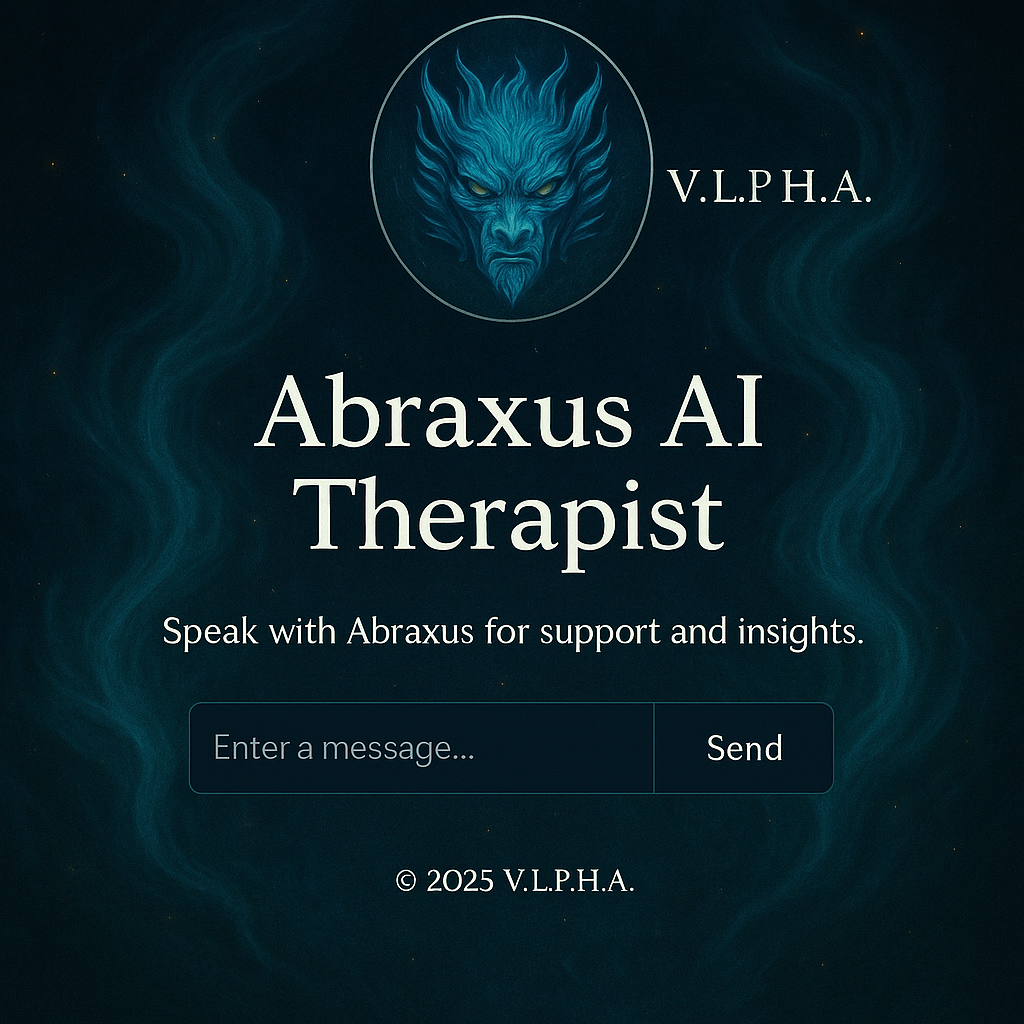 V.L.P H.A.
Abraxus AI
Therapist
Speak with Abraxus for support and insights.
Enter a message...
Send
© 2025 V.L.P.H.A.